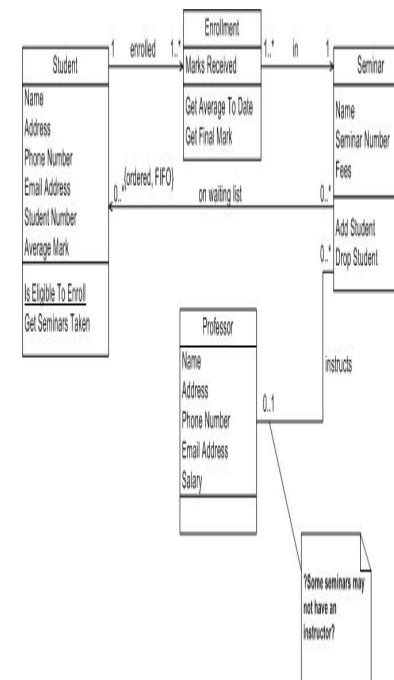 Enrollment
1 enrolled 1..*
1..* in 1
Student
Marks Received
Seminar
Name
Address
Phone Number
Email Address
Student Number
Average Mark
Get Average To Date
Get Final Mark
Name
Seminar Number
Fees
{ordered, FIFO}
0..*
on waiting list
0..*
Is Eligible To Enroll
Get Seminars Taken
Add Student
Drop Student
0..*
instructs
Professor
Name
Address
Phone Number
Email Address
Salary
0..1
?Some seminars may
not have an
instructor?